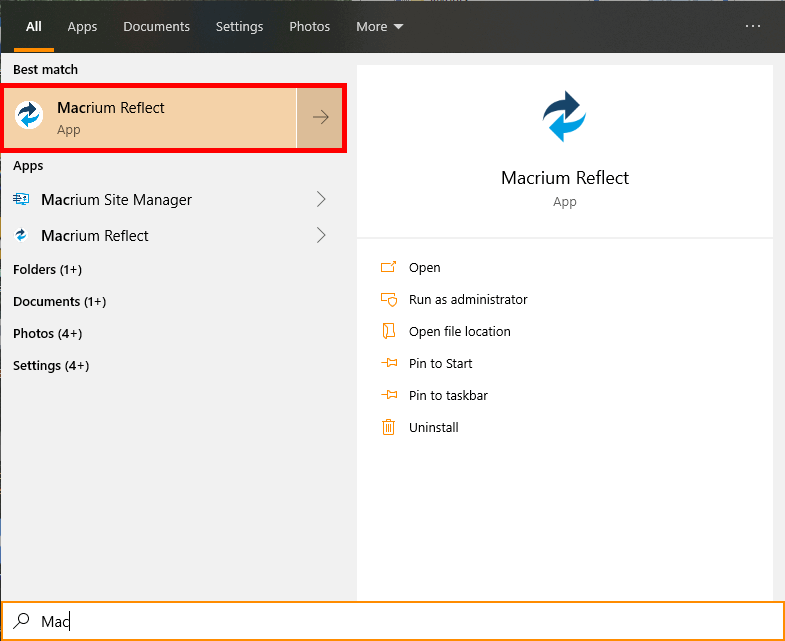 All Apps Documents Settings Photos More ...
Best match
Macrium Reflect
App
Apps
Macrium Site Manager
Macrium Reflect
Folders (1+)
Documents (1+)
Photos (4+)
Settings (4+)
Macrium Reflect
App
Open
Run as administrator
Open file location
Pin to Start
Pin to taskbar
Uninstall
Mac